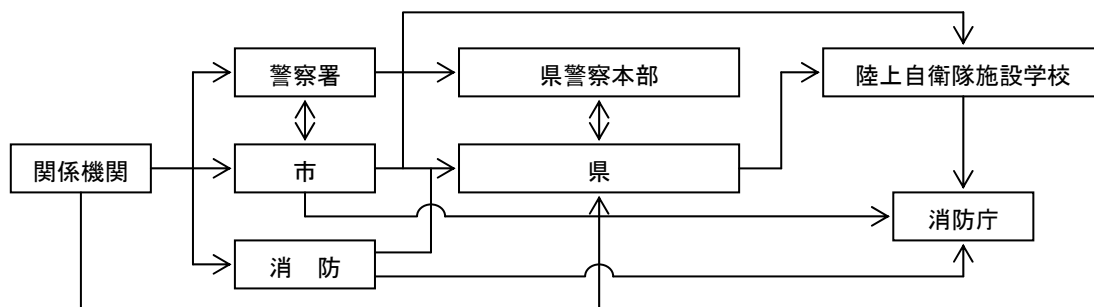 警察署
県警察本部
陸上自衛隊施設学校
関係機関
市
県
消防庁
消　防